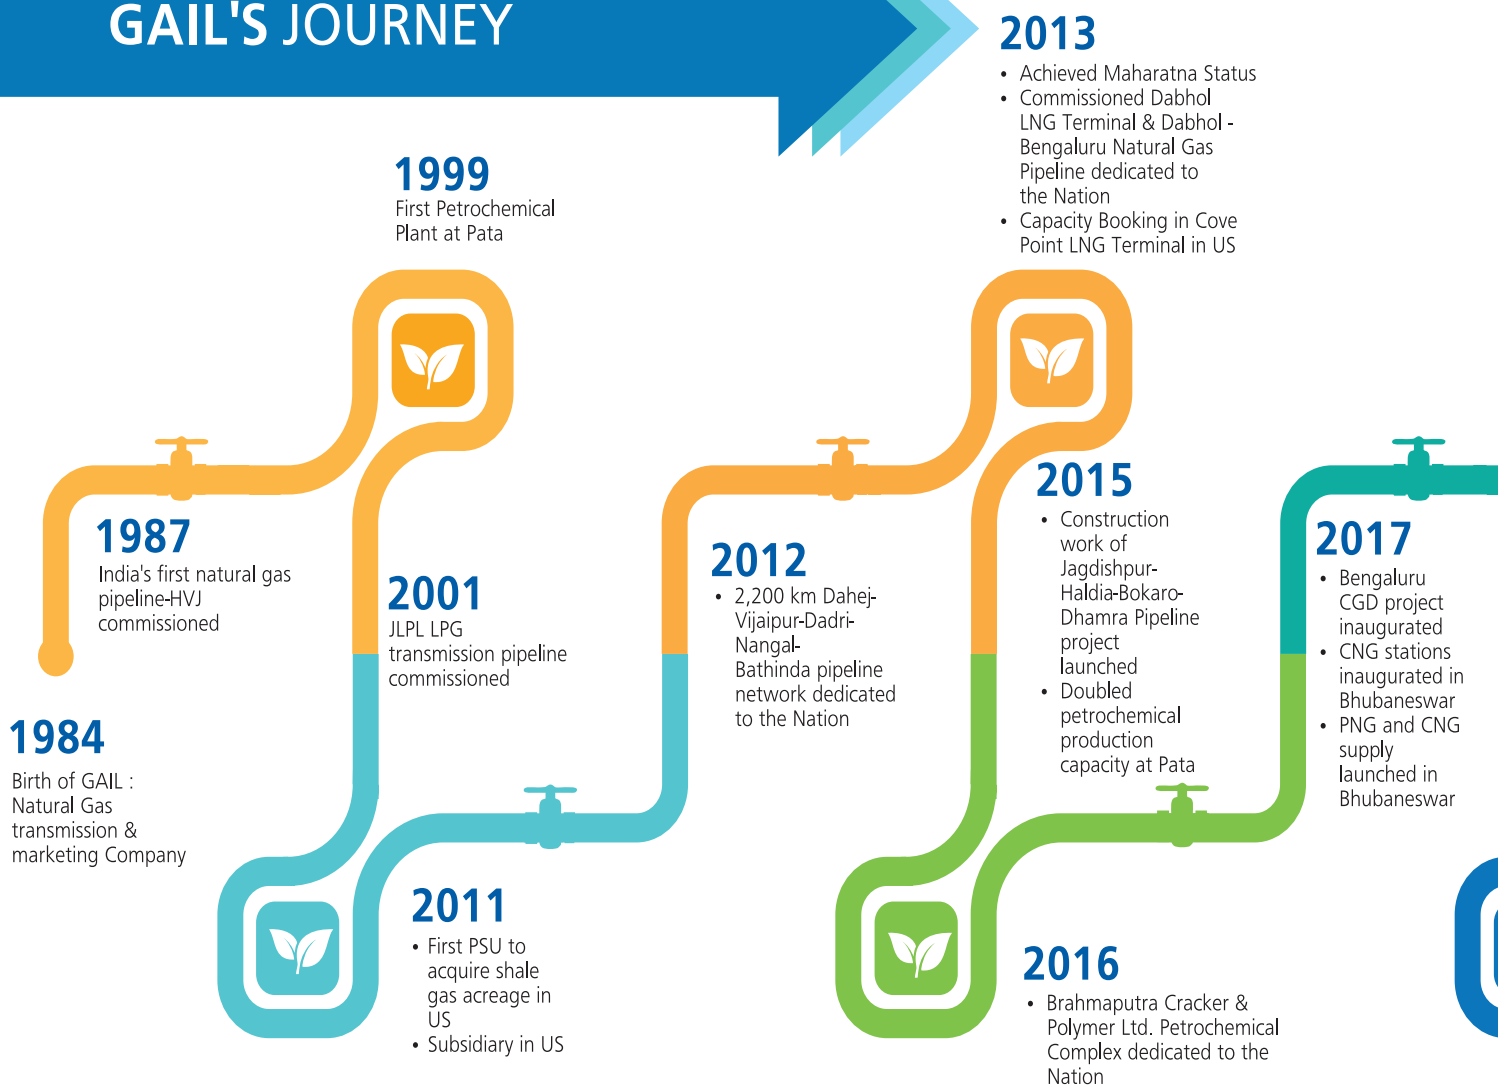 GAIL'S JOURNEY
1984
Birth of GAIL :
Natural Gas
transmission &
marketing Company
1987
India's first natural gas
pipeline-HVJ
commissioned
1999
First Petrochemical
Plant at Pata
2001
JLPL LPG
transmission pipeline
commissioned
2011
• First PSU to
acquire shale
gas acreage in
US
• Subsidiary in US
2012
• 2,200 km Dahej-
Vijaipur-Dadri-
Nangal-
Bathinda pipeline
network dedicated
to the Nation
2013
• Achieved Maharatna Status
• Commissioned Dabhol
LNG Terminal & Dabhol -
Bengaluru Natural Gas
Pipeline dedicated to
the Nation
• Capacity Booking in Cove
Point LNG Terminal in US
2015
• Construction
work of
Jagdishpur-
Haldia-Bokaro-
Dhamra Pipeline
project
launched
• Doubled
petrochemical
production
capacity at Pata
2016
• Brahmaputra Cracker &
Polymer Ltd. Petrochemical
Complex dedicated to the
Nation
2017
• Bengaluru
CGD project
inaugurated
• CNG stations
inaugurated in
Bhubaneswar
• PNG and CNG
supply
launched in
Bhubaneswar